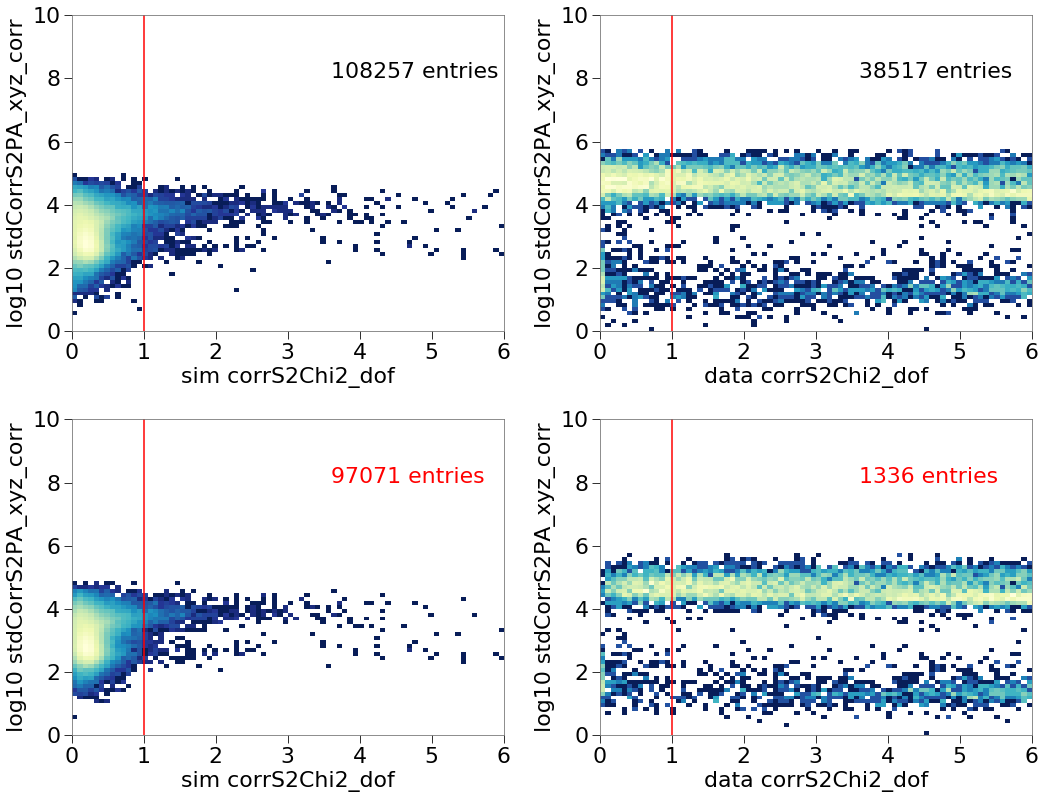 10
8
6
4
2
0
log10 stdCorrS2PA_xyz_corr
108257 entries
0 1 2 3 4 5 6
sim corrS2Chi2_dof
10
8
6
4
2
0
log10 stdCorrS2PA_xyz_corr
38517 entries
0 1 2 3 4 5 6
data corrS2Chi2_dof
10
8
6
4
2
0
log10 stdCorrS2PA_xyz_corr
97071 entries
0 1 2 3 4 5 6
sim corrS2Chi2_dof
10
8
6
4
2
0
log10 stdCorrS2PA_xyz_corr
1336 entries
0 1 2 3 4 5 6
data corrS2Chi2_dof